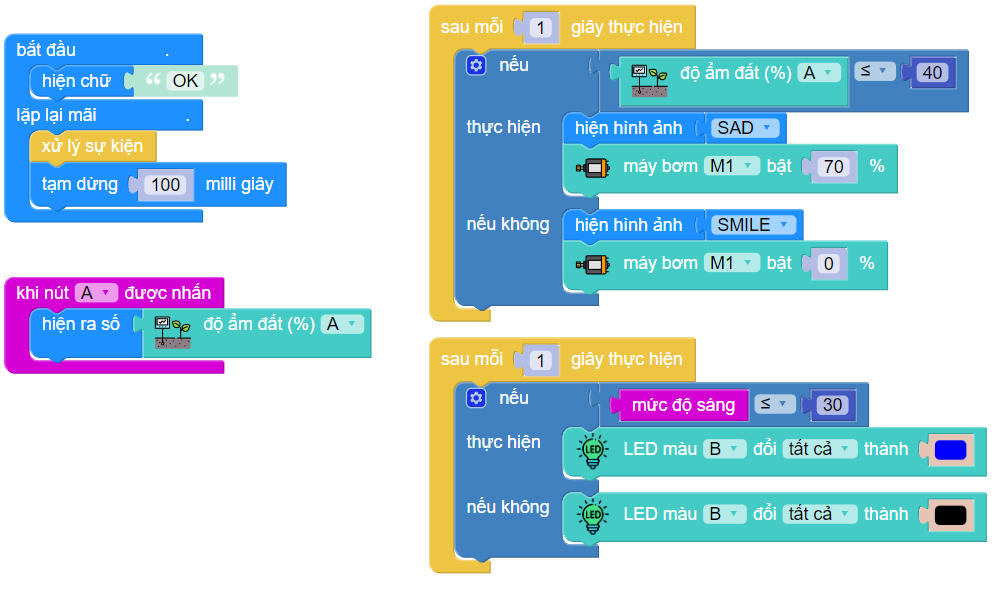 bắt đầu .
hiện chữ “ OK ”
lặp lại mãi .
xử lý sự kiện
tạm dừng 100 milli giây
khi nút A được nhấn
hiện ra số độ ẩm đất (%) A
sau mỗi 1 giây thực hiện
nếu độ ẩm đất (%) A ≤ 40
thực hiện hiện hình ảnh SAD
máy bơm M1 bật 70 %
nếu không hiện hình ảnh SMILE
máy bơm M1 bật 0 %
sau mỗi 1 giây thực hiện
nếu mức độ sáng ≤ 30
thực hiện LED LED màu B đổi tất cả thành
nếu không LED LED màu B đổi tất cả thành